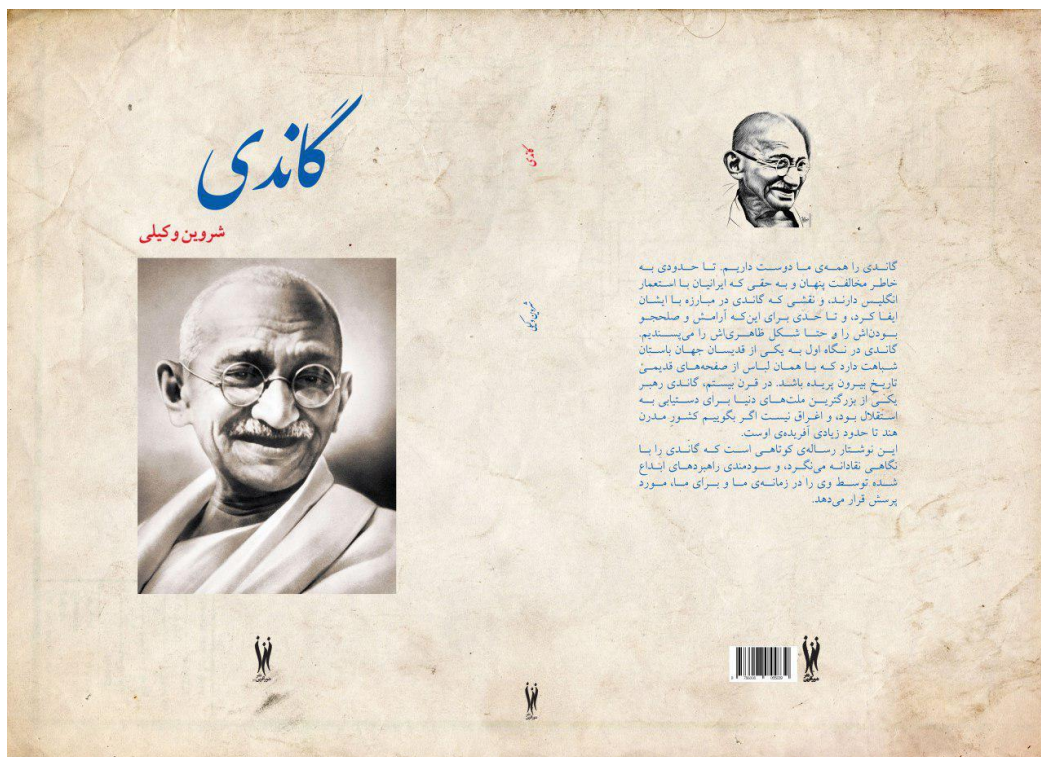 گاندی
شروین وکیلی
گاندی
شروین وکیلی
گاندی را همه‌ی ما دوست داریم. تا حدودی به
خاطر مخالفت پنهان و به حقی که ایرانیان با استعمار
انگلیس دارند، و نقشی که گاندی در مبارزه با ایشان
ایفا کرد، و تا حدی برای این‌که آرامش و صلحجو
بودن‌اش را و حتا شکل ظاهری‌اش را می‌پسندیم.
گاندی در نگاه اول به یکی از قدیسان جهان باستان
شباهت دارد که با همان لباس از صفحه‌های قدیمیِ
تاریخ بیرون پریده باشد. در قرن بیستم، گاندی رهبر
یکی از بزرگترین ملت‌های دنیا برای دستیابی به
استقلال بود، و اغراق نیست اگر بگوییم کشورِ مدرن
هند تا حدود زیادی آفریده‌ی اوست.
این نوشتار رساله‌ی کوتاهی است که گاندی را با
نگاهی نقادانه می‌نگرد، و سودمندی راهبردهای ابداع
شده توسط وی را در زمانه‌ی ما و برای ما، مورد
پرسش قرار می‌دهد.